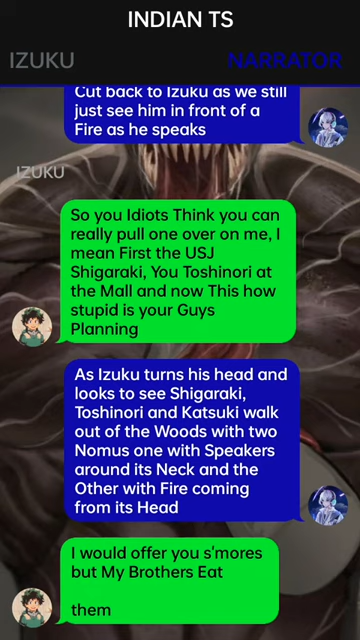 INDIAN TS
IZUKU
NARRATOR
Cut back to Izuku as we still
just see him in front of a
Fire as he speaks
IZUKU
So you Idiots Think you can
really pull one over on me, I
mean First the USJ
Shigaraki, You Toshinori at
the Mall and now This how
stupid is your Guys
Planning
As Izuku turns his head and
looks to see Shigaraki,
Toshinori and Katsuki walk
out of the Woods with two
Nomus one with Speakers
around its Neck and the
Other with Fire coming
from its Head
I would offer you s'mores
but My Brothers Eat
them